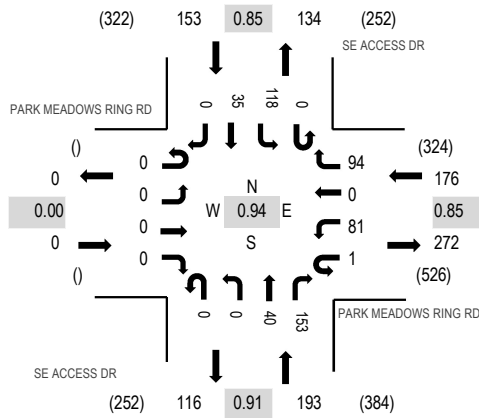 (322) 153 0.85 134 (252)
SE ACCESS DR
0 35 118 0
PARK MEADOWS RING RD
() 0 94 (324)
0 0 0 176
N
0.00 0 W 0.94 E 81 0.85
S
0 0 1 272
() (526)
0 0 40 153
PARK MEADOWS RING RD
SE ACCESS DR
(252) 116 0.91 193 (384)